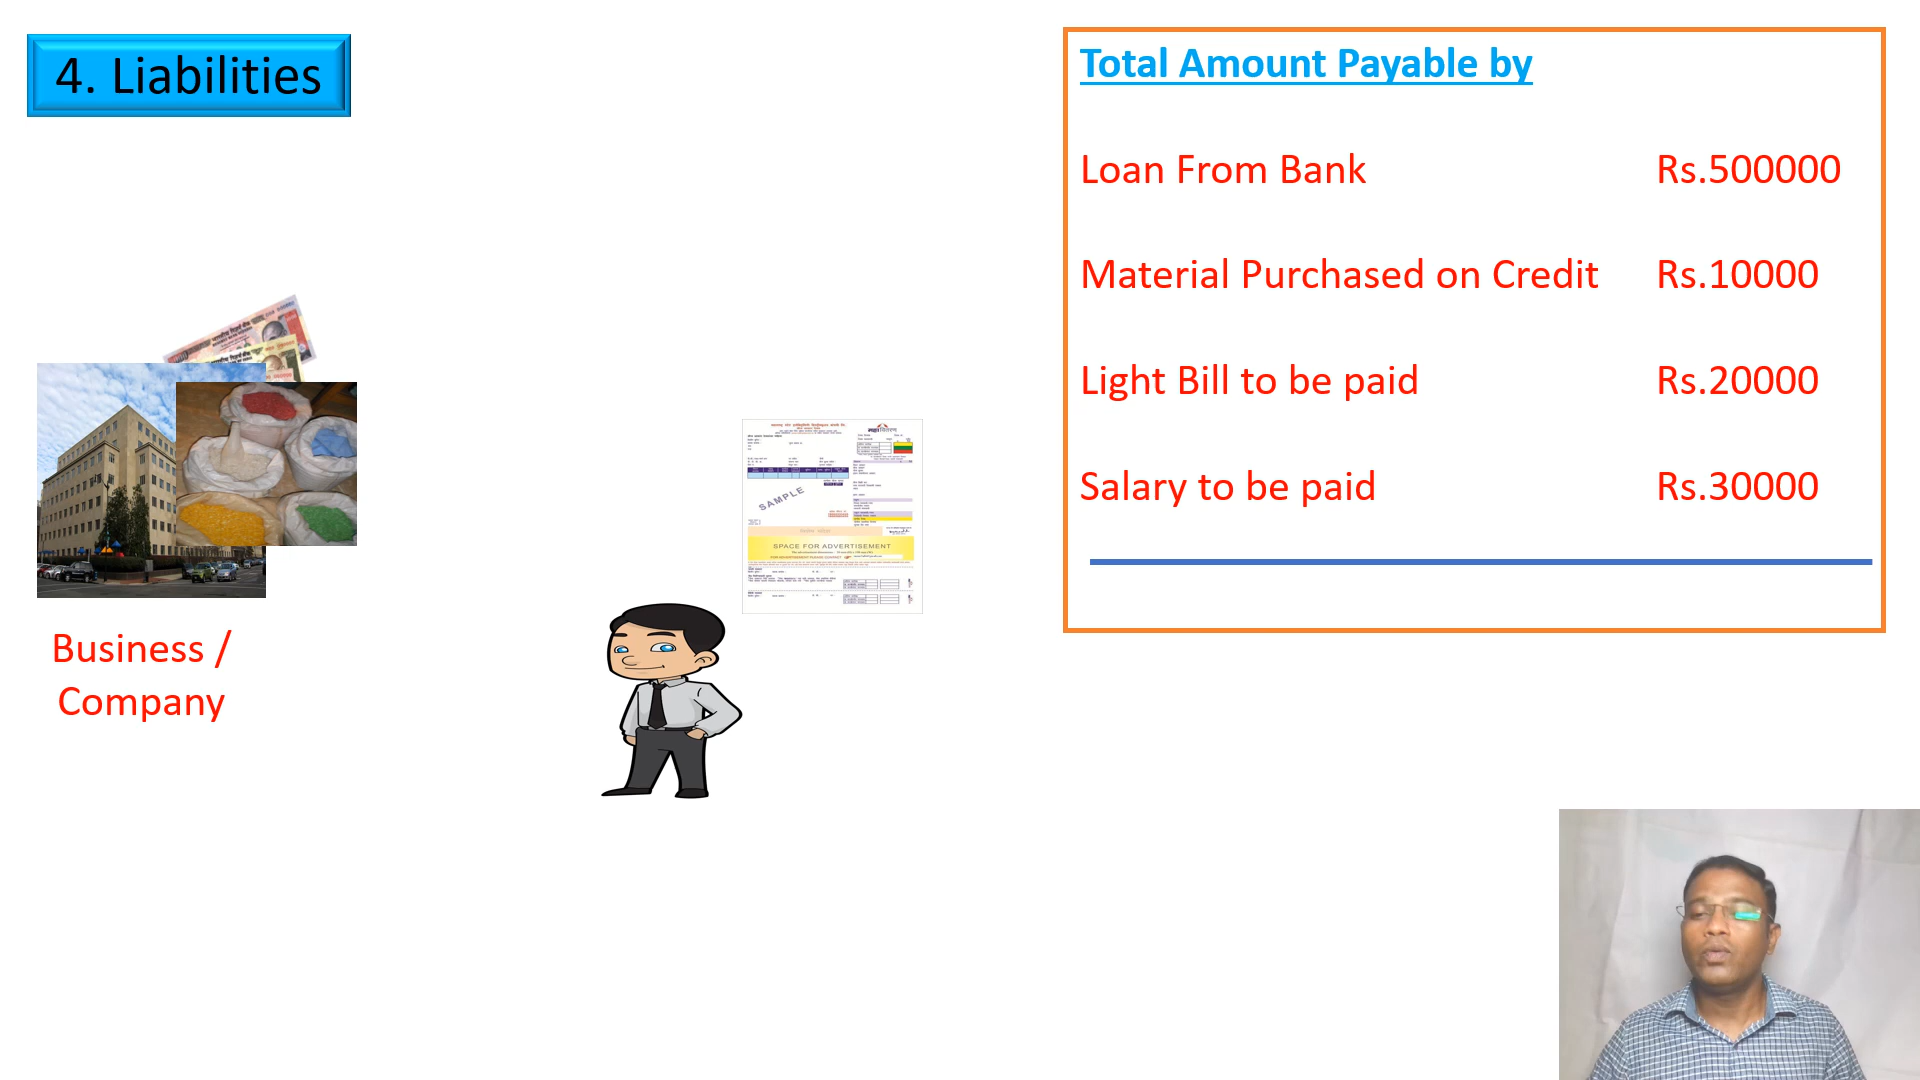 4. Liabilities
Total Amount Payable by
Loan From Bank Rs.500000
Material Purchased on Credit Rs.10000
Light Bill to be paid Rs.20000
Salary to be paid Rs.30000
SAMPLE
SPACE FOR ADVERTISEMENT
Business /
Company